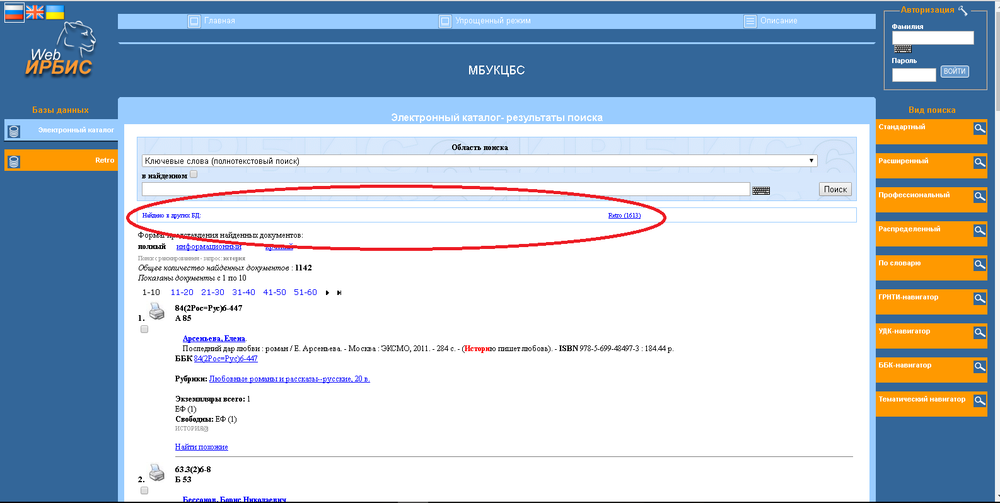 Главная
Упрощенный режим
Описание
Авторизация
Фамилия
Пароль
ВОЙТИ
Web
ИРБИС
МБУКЦБС
Базы данных
Электронный каталог
Retro
Электронный каталог- результаты поиска
Область поиска
Ключевые слова (полнотекстовый поиск)
в найденном
Поиск
Найдено в других БД:
Retro (1613)
Формат представления найденных документов:
полный информационный краткий
Поиск с ранжированием - запрос: история
Общее количество найденных документов : 1142
Показаны документы с 1 по 10
1-10 11-20 21-30 31-40 41-50 51-60
1.
84(2Рос=Рус)6-447
А 85
Арсеньева, Елена.
Последний дар любви : роман / Е. Арсеньева. - Москва : ЭКСМО, 2011. - 284 с. - (Историю пишет любовь). - ISBN 978-5-699-48497-3 : 184.44 р.
ББК 84(2Рос=Рус)6-447
Рубрики: Любовные романы и рассказы--русские, 20 в.
Экземпляры всего: 1
ЕФ (1)
Свободны: ЕФ (1)
ИСТОРИЯ@
Найти похожие
2.
63.3(2)6-8
Б 53
Бессонов, Борис Николаевич
Вид поиска
Стандартный
Расширенный
Профессиональный
Распределенный
По словарю
ГРНТИ-навигатор
УДК-навигатор
ББК-навигатор
Тематический навигатор